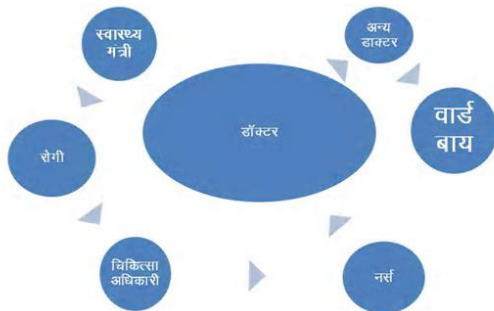 स्वास्थ्य
मंत्री
अन्य
डाक्टर
डॉक्टर
वार्ड
बाय
रोगी
चिकित्सा
अधिकारी
नर्स